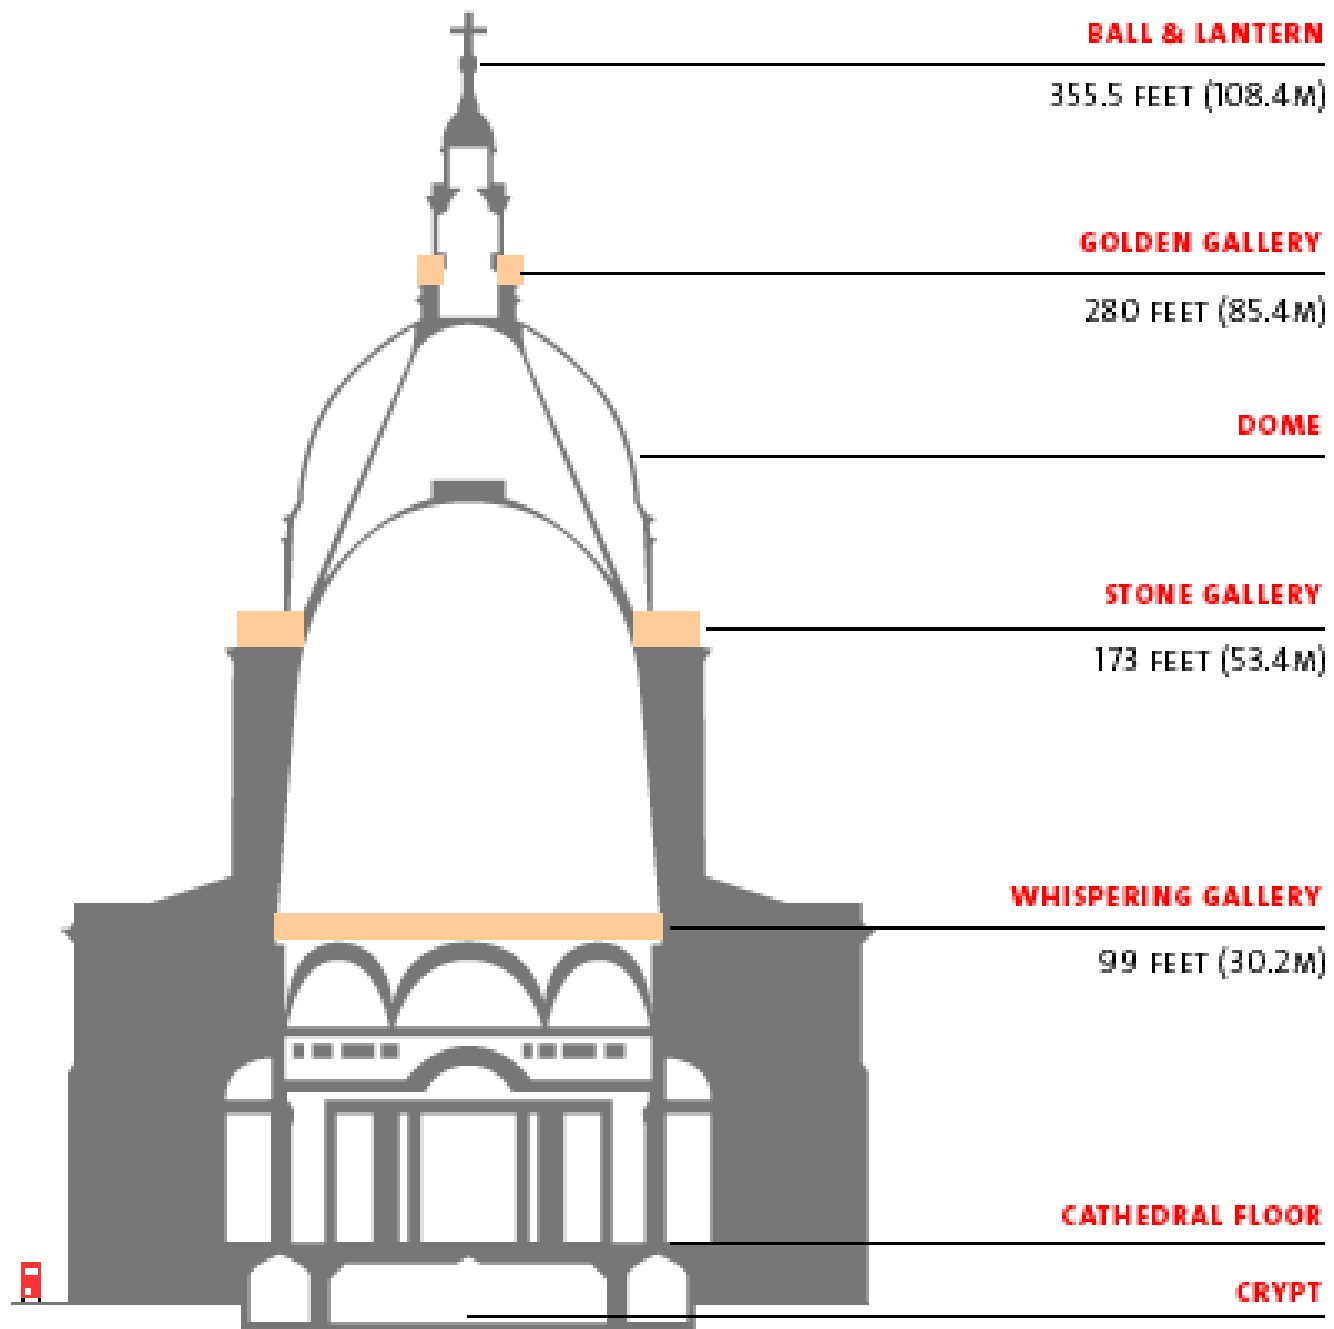 BALL & LANTERN
355.5 FEET (108.4M)
GOLDEN GALLERY
280 FEET (85.4M)
DOME
STONE GALLERY
173 FEET (53.4M)
WHISPERING GALLERY
99 FEET (30.2M)
CATHEDRAL FLOOR
CRYPT